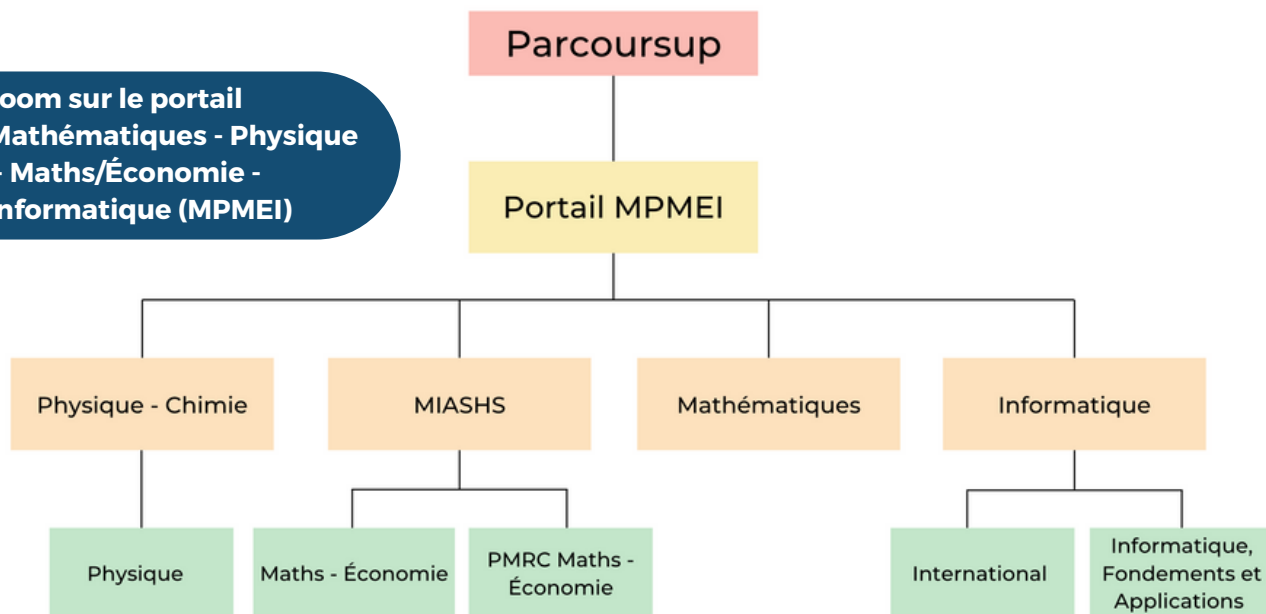 Parcoursup
oom sur le portail
Mathématiques - Physique
- Maths/Économie -
nformatique (MPMEI)
Portail MPMEI
Physique - Chimie
MIASHS
Mathématiques
Informatique
Physique
Maths - Économie
PMRC Maths -
Économie
International
Informatique,
Fondements et
Applications